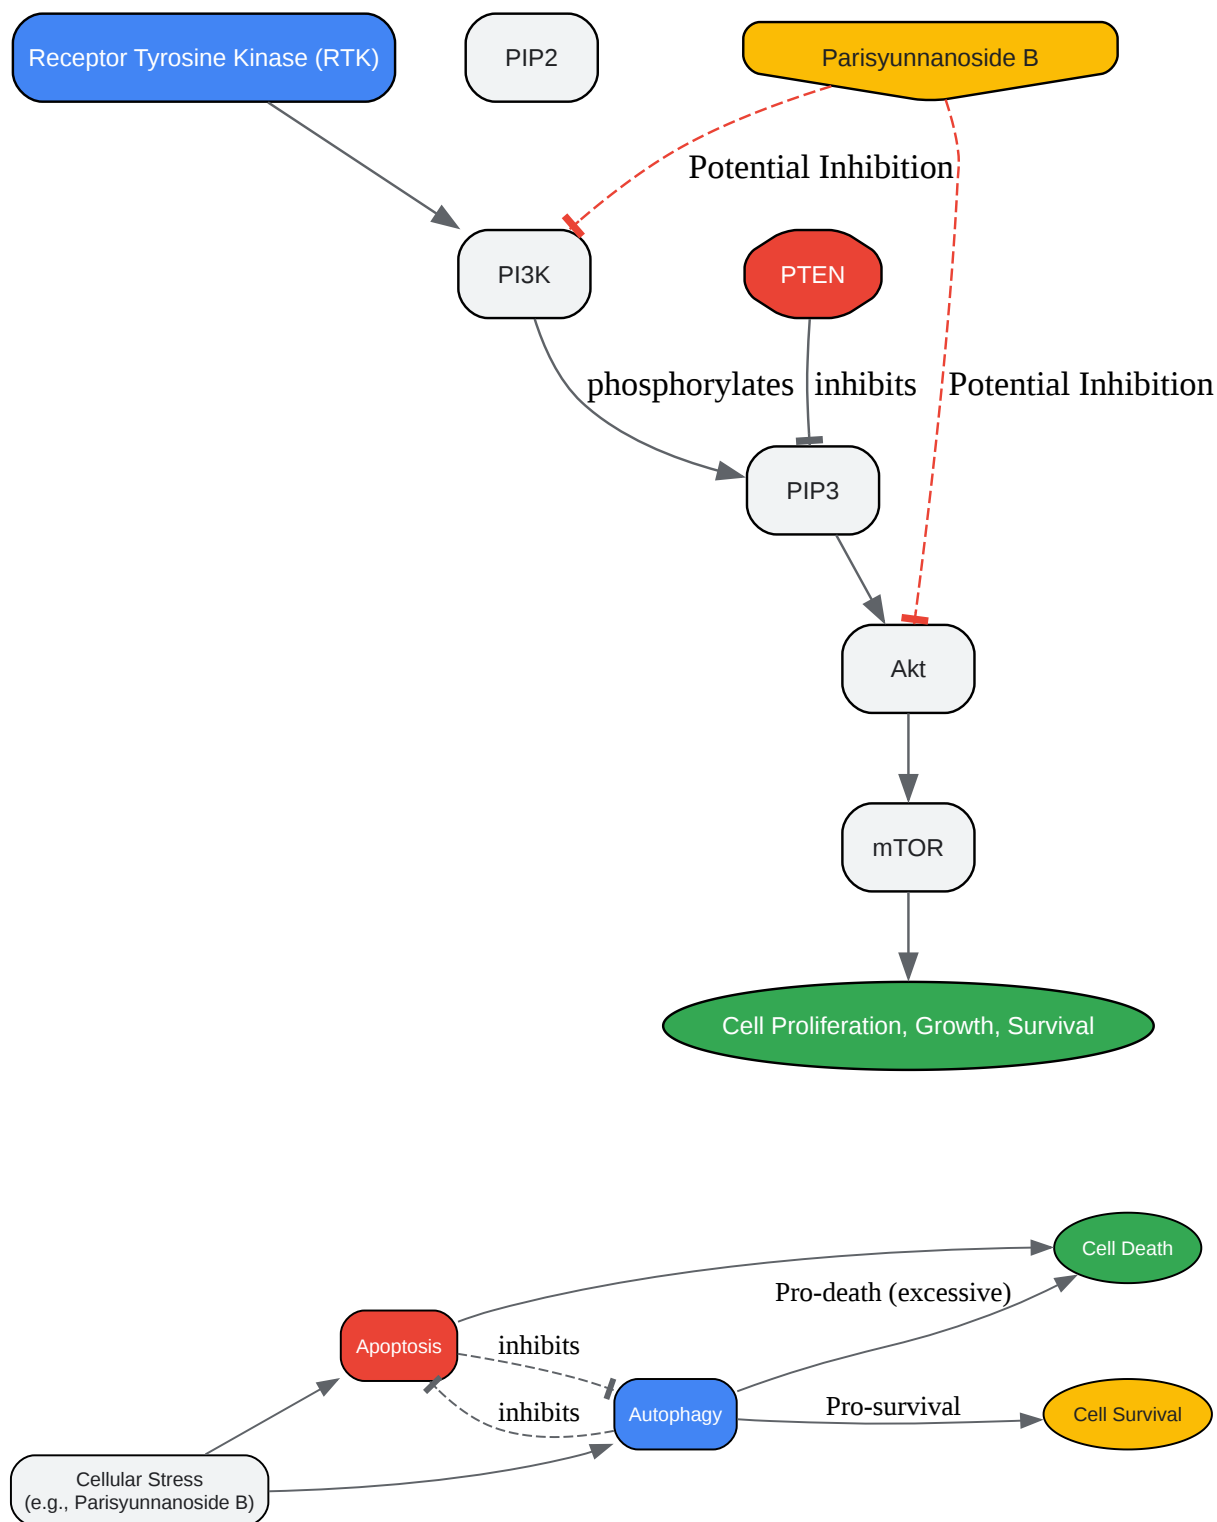 Receptor Tyrosine Kinase (RTK)
PIP2
Parisyunnanoside B
Potential Inhibition
PI3K
PTEN
phosphorylates
inhibits
Potential Inhibition
PIP3
Akt
mTOR
Cell Proliferation, Growth, Survival
Cell Death
Pro-death (excessive)
Apoptosis
inhibits
Pro-survival
inhibits
Autophagy
Cell Survival
Cellular Stress
(e.g., Parisyunnanoside B)